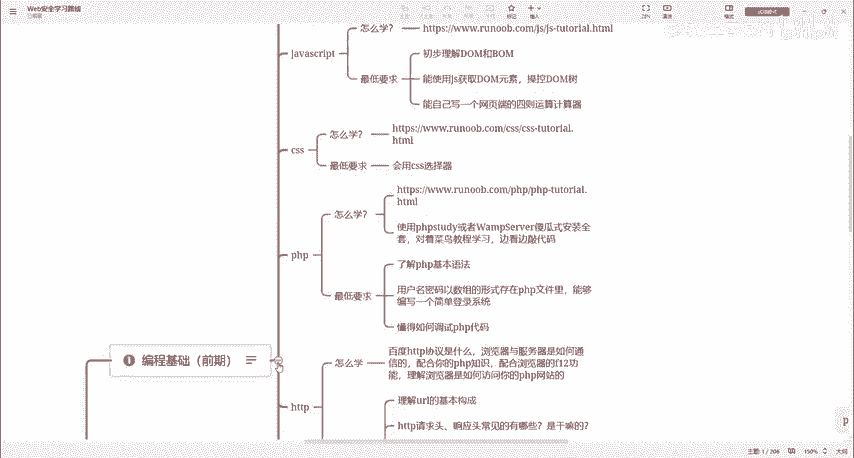 Web安全学习路线
已保存
标记
插入
ZEN
演说
格式
怎么学?
https://www.runoob.com/js/js-tutorial.html
javascript
初步理解DOM和BOM
最低要求
能使用js获取DOM元素,操控DOM树
能自己写一个网页端的四则运算计算器
怎么学?
https://www.runoob.com/css/css-tutorial.
html
css
最低要求
会用css选择器
https://www.runoob.com/php/php-tutorial.
html
怎么学?
使用phpstudy或者WampServer傻瓜式安装全
套,对着菜鸟教程学习,边看边敲代码
php
了解php基本语法
最低要求
用户名密码以数组的形式存在php文件里,能够
编写一个简单登录系统
懂得如何调试php代码
编程基础(前期)
怎么学
百度http协议是什么,浏览器与服务器是如何通
信的,配合你的php知识,配合浏览器的f12功
能,理解浏览器是如何访问你的php网站的
http
理解url的基本构成
http请求头、响应头常见的有哪些?是干嘛的?
p
主题: 1 / 206
150%
大纲